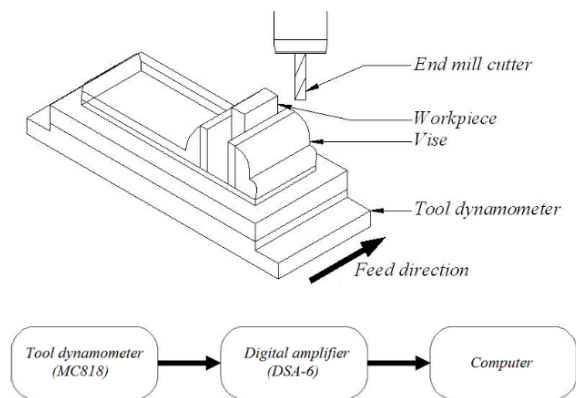 End mill cutter
Workpiece
Vise
Tool dynamometer
Feed direction
Tool dynamometer
(MC818)
Digital amplifier
(DSA-6)
Computer